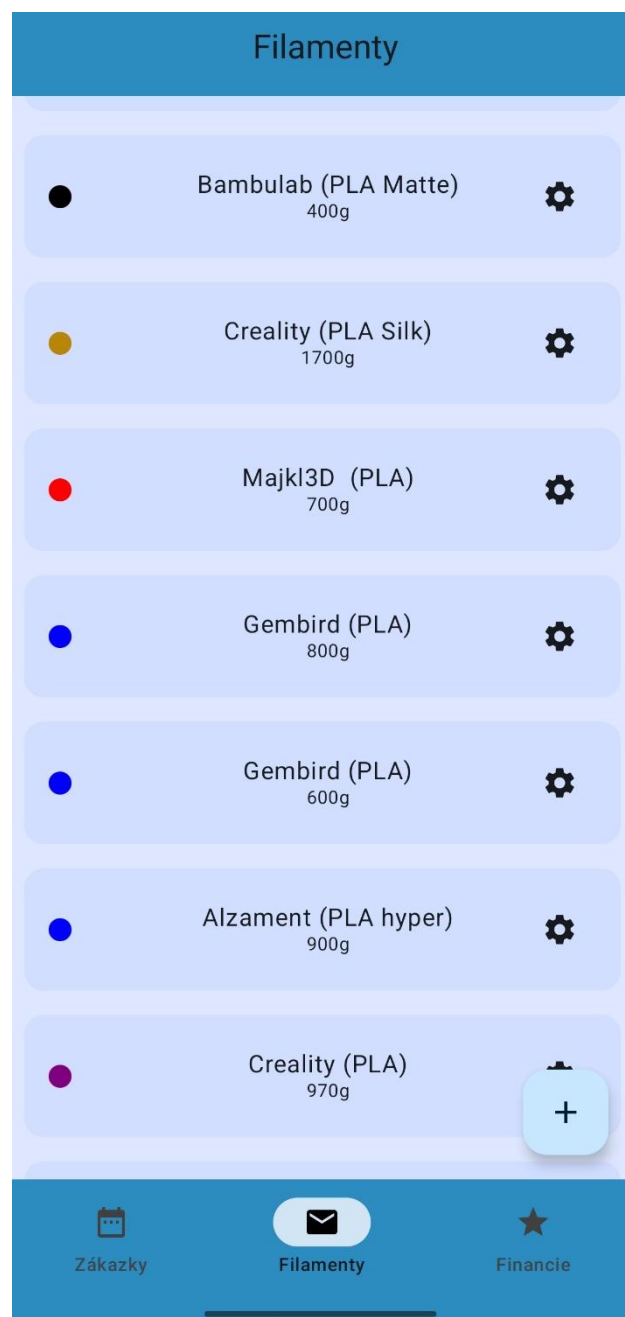 Filamenty
Bambulab (PLA Matte)
400g
Creality (PLA Silk)
1700g
Majkl3D  (PLA)
700g
Gembird (PLA)
800g
Gembird (PLA)
600g
Alzament (PLA hyper)
900g
Creality (PLA)
970g
+
Zákazky
Filamenty
Financie